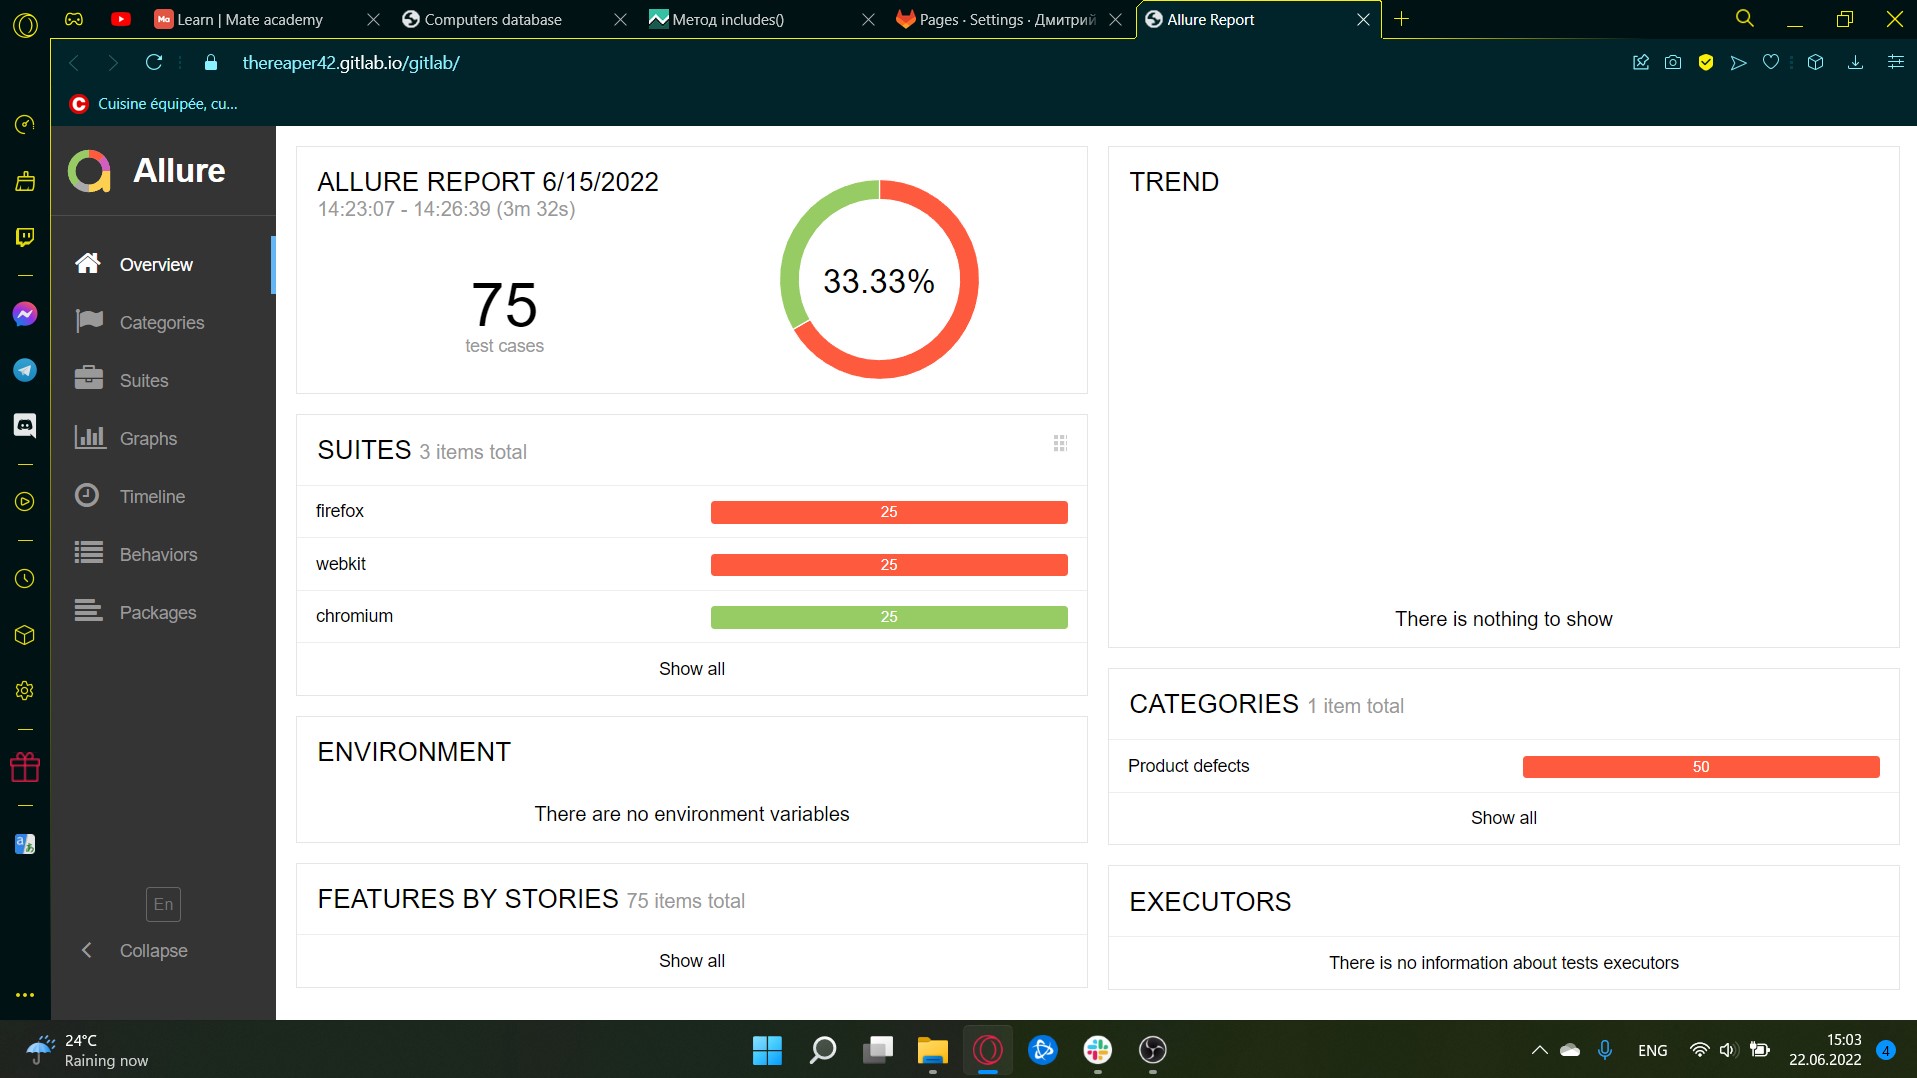 Learn | Mate academy
Computers database
Метод includes()
Pages · Settings · Дмитрий
Allure Report
thereaper42.gitlab.io/gitlab/
Cuisine équipée, cu...
Allure
Overview
Categories
Suites
Graphs
Timeline
Behaviors
Packages
En
Collapse
ALLURE REPORT 6/15/2022
14:23:07 - 14:26:39 (3m 32s)
75
test cases
33.33%
SUITES 3 items total
firefox 25
webkit 25
chromium 25
Show all
ENVIRONMENT
There are no environment variables
FEATURES BY STORIES 75 items total
Show all
TREND
There is nothing to show
CATEGORIES 1 item total
Product defects 50
Show all
EXECUTORS
There is no information about tests executors
24°C
Raining now
ENG
15:03
22.06.2022
4